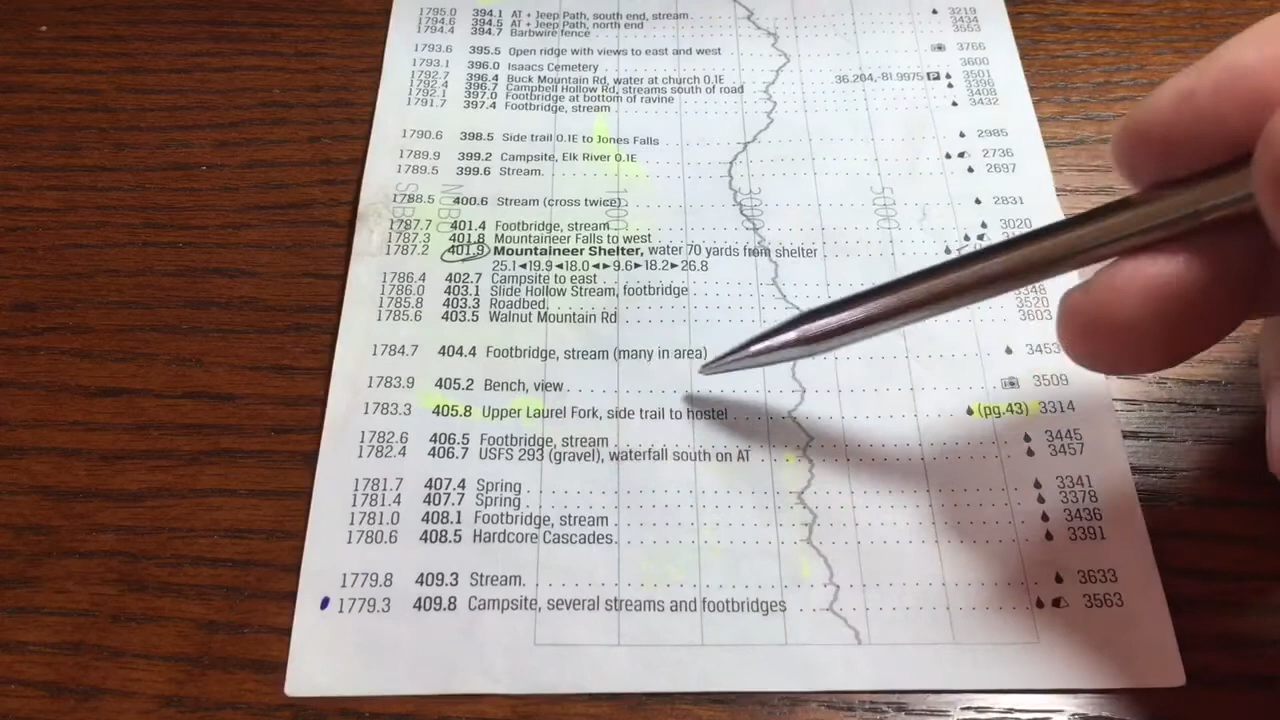 1795.0 394.1 AT + Jeep Path, south end, stream 3219
1794.6 394.5 AT + Jeep Path, north end 3434
1794.4 394.7 Barbwire fence 3553
1793.6 395.5 Open ridge with views to east and west 3766
1793.1 396.0 Isaacs Cemetery 3600
1792.7 396.4 Buck Mountain Rd, water at church 0.1E 36.204,-81.9975 P 3501
1792.4 396.7 Campbell Hollow Rd, streams south of road 3396
1792.1 397.0 Footbridge at bottom of ravine 3408
1791.7 397.4 Footbridge, stream 3432
1790.6 398.5 Side trail 0.1E to Jones Falls 2985
1789.9 399.2 Campsite, Elk River 0.1E 2736
1789.5 399.6 Stream. 2697
SOBO NOBO 1000 3000 5000
1788.5 400.6 Stream (cross twice) 2831
1787.7 401.4 Footbridge, stream 3020
1787.3 401.8 Mountaineer Falls to west
1787.2 401.9 Mountaineer Shelter, water 70 yards from shelter
25.1◄19.9◄18.0◄►9.6►18.2►26.8
1786.4 402.7 Campsite to east
1786.0 403.1 Slide Hollow Stream, footbridge 3348
1785.8 403.3 Roadbed 3520
1785.6 403.5 Walnut Mountain Rd 3603
1784.7 404.4 Footbridge, stream (many in area) 3453
1783.9 405.2 Bench, view 3509
1783.3 405.8 Upper Laurel Fork, side trail to hostel (pg.43) 3314
1782.6 406.5 Footbridge, stream 3445
1782.4 406.7 USFS 293 (gravel), waterfall south on AT 3457
1781.7 407.4 Spring 3341
1781.4 407.7 Spring 3378
1781.0 408.1 Footbridge, stream 3436
1780.6 408.5 Hardcore Cascades 3391
1779.8 409.3 Stream. 3633
1779.3 409.8 Campsite, several streams and footbridges 3563